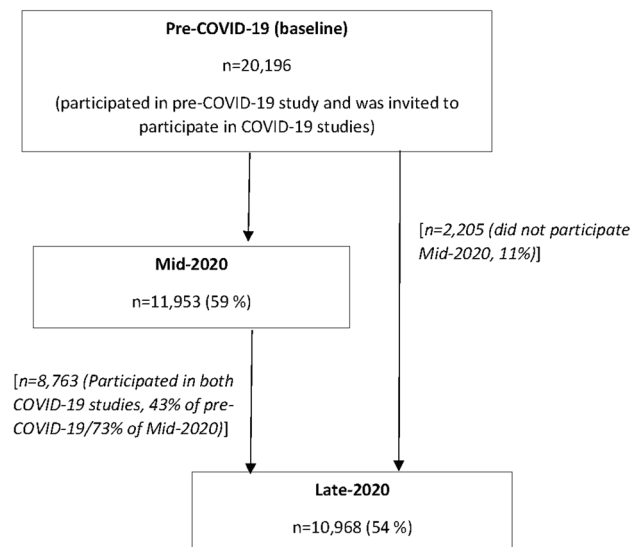 Pre-COVID-19 (baseline)
n=20,196
(participated in pre-COVID-19 study and was invited to
participate in COVID-19 studies)
[n=2,205 (did not participate
Mid-2020, 11%)]
Mid-2020
n=11,953 (59 %)
[n=8,763 (Participated in both
COVID-19 studies, 43% of pre-
COVID-19/73% of Mid-2020)]
Late-2020
n=10,968 (54 %)